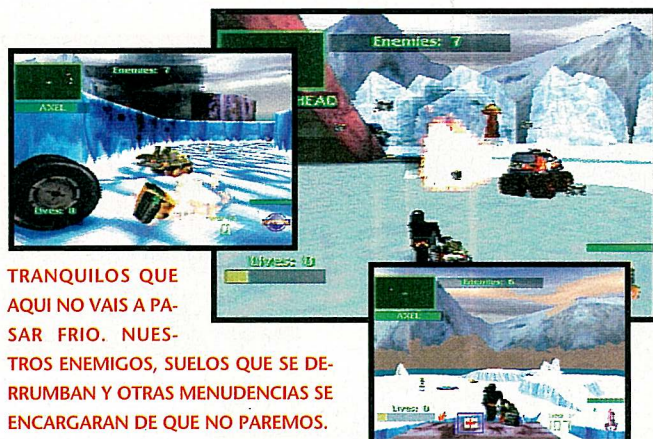 Enemies: 7
AXEL
Lives: 0
Enemies: 7
HEAD
Lives: 0
TRANQUILOS QUE
AQUI NO VAIS A PA-
SAR FRIO. NUES-
TROS ENEMIGOS, SUELOS QUE SE DE-
RRUMBAN Y OTRAS MENUDENCIAS SE
ENCARGARAN DE QUE NO PAREMOS.
Enemies: 6
AXEL
Lives: 0
107